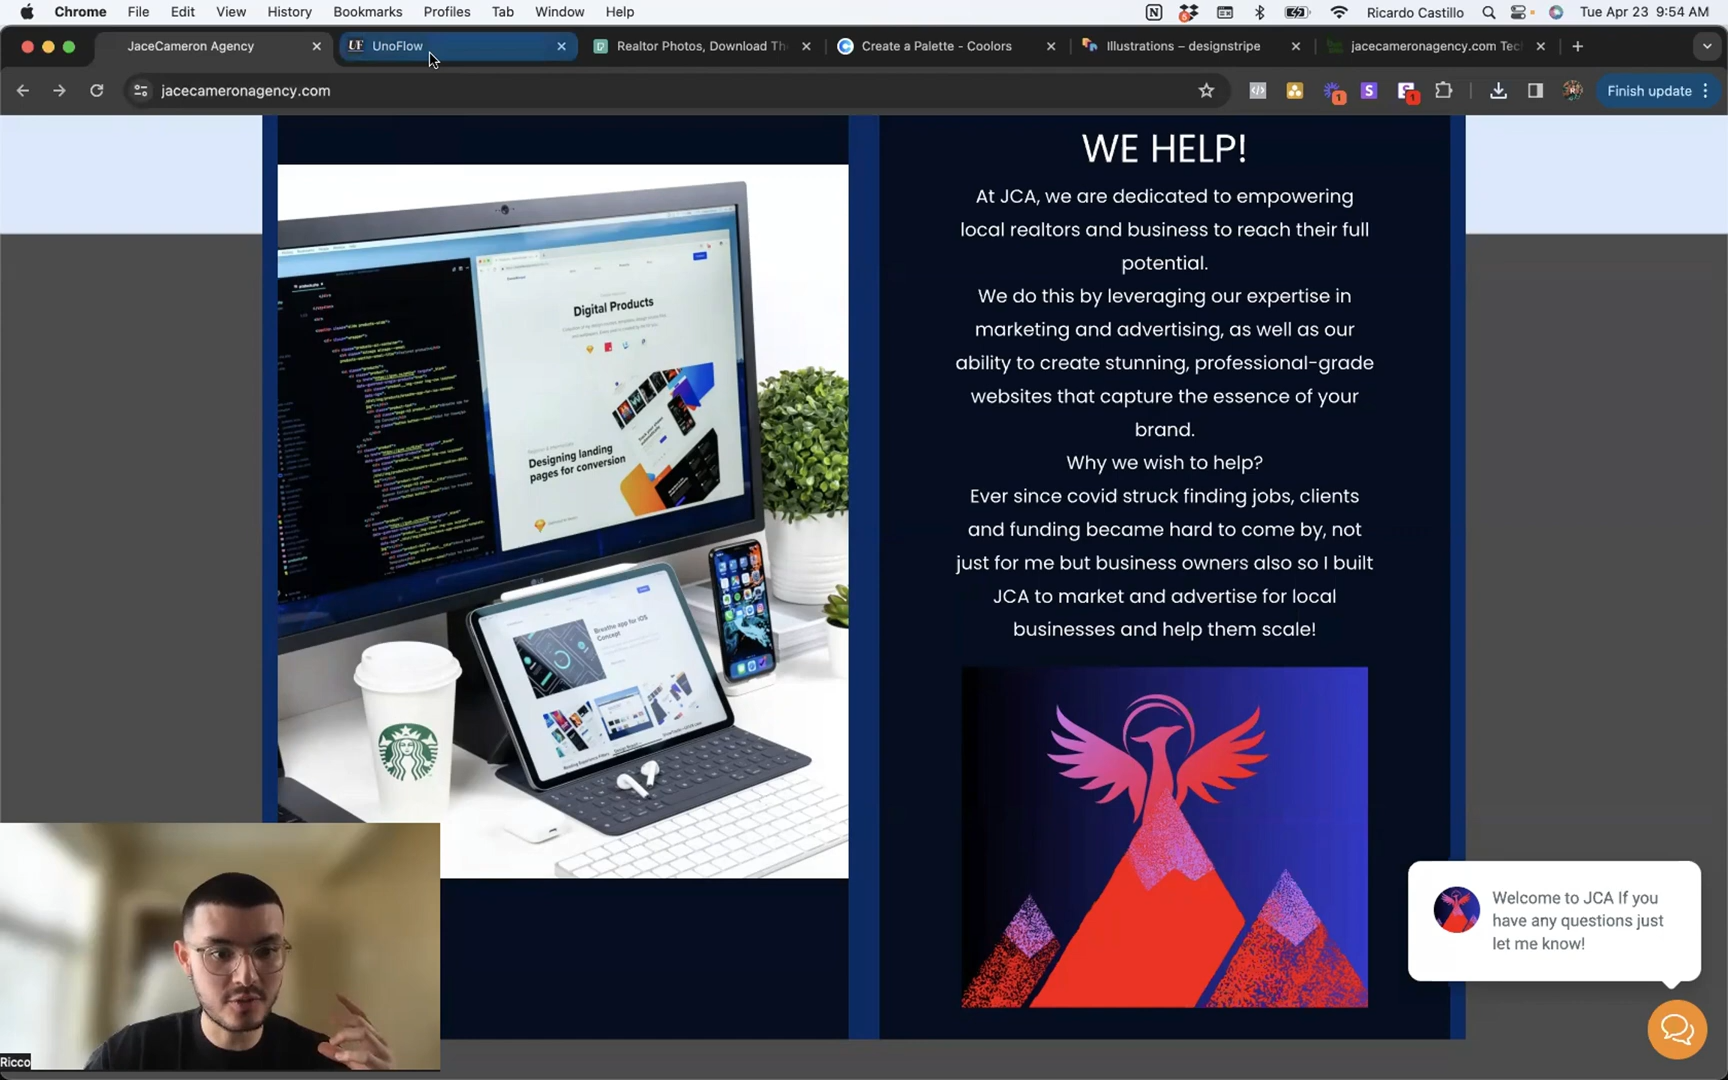 Chrome File Edit View History Bookmarks Profiles Tab Window Help Ricardo Castillo Tue Apr 23 9:54 AM
JaceCameron Agency UF UnoFlow Realtor Photos, Download Th Create a Palette - Coolors Illustrations – designstripe jacecameronagency.com Tec
jacecameronagency.com Finish update
WE HELP!
At JCA, we are dedicated to empowering
local realtors and business to reach their full
potential.
We do this by leveraging our expertise in
marketing and advertising, as well as our
ability to create stunning, professional-grade
websites that capture the essence of your
brand.
Why we wish to help?
Ever since covid struck finding jobs, clients
and funding became hard to come by, not
just for me but business owners also so I built
JCA to market and advertise for local
businesses and help them scale!
Digital Products
Designing landing
pages for conversion
Breathe app for iOS
Concept
Welcome to JCA If you
have any questions just
let me know!
Ricco